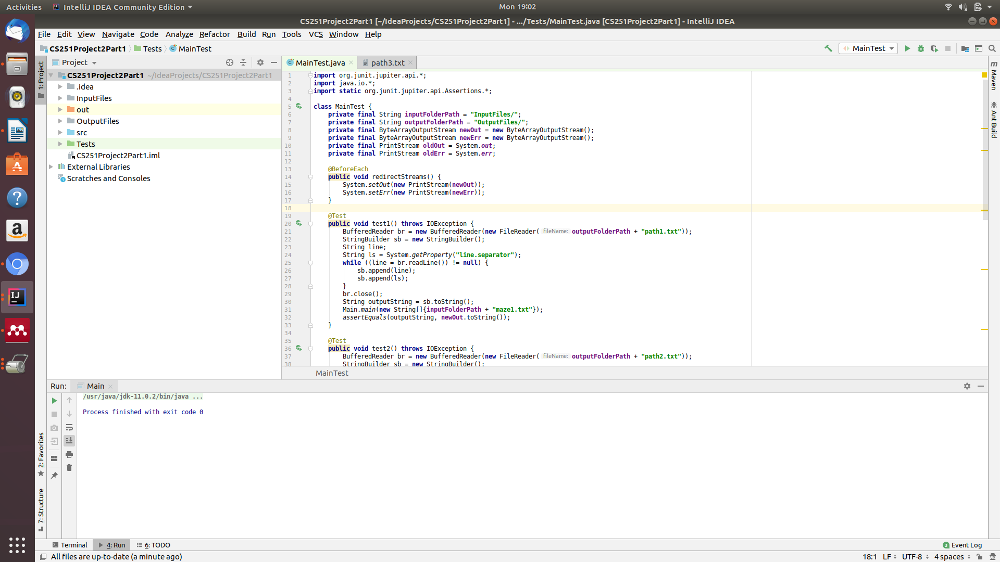 Activities
IntelliJ IDEA Community Edition
Mon 19:02
CS251Project2Part1 [~/IdeaProjects/CS251Project2Part1] - .../Tests/MainTest.java [CS251Project2Part1] - IntelliJ IDEA
File Edit View Navigate Code Analyze Refactor Build Run Tools VCS Window Help
CS251Project2Part1 Tests MainTest
MainTest
1: Project
Project
CS251Project2Part1 ~/IdeaProjects/CS251Project2Part1
.idea
InputFiles
out
OutputFiles
src
Tests
CS251Project2Part1.iml
External Libraries
Scratches and Consoles
MainTest.java path3.txt
1 import org.junit.jupiter.api.*;
2 import java.io.*;
3 import static org.junit.jupiter.api.Assertions.*;
4
5 class MainTest {
6 private final String inputFolderPath = "InputFiles/";
7 private final String outputFolderPath = "OutputFiles/";
8 private final ByteArrayOutputStream newOut = new ByteArrayOutputStream();
9 private final ByteArrayOutputStream newErr = new ByteArrayOutputStream();
10 private final PrintStream oldOut = System.out;
11 private final PrintStream oldErr = System.err;
12
13 @BeforeEach
14 public void redirectStreams() {
15 System.setOut(new PrintStream(newOut));
16 System.setErr(new PrintStream(newErr));
17 }
18
19 @Test
20 public void test1() throws IOException {
21 BufferedReader br = new BufferedReader(new FileReader( fileName: outputFolderPath + "path1.txt"));
22 StringBuilder sb = new StringBuilder();
23 String line;
24 String ls = System.getProperty("line.separator");
25 while ((line = br.readLine()) != null) {
26 sb.append(line);
27 sb.append(ls);
28 }
29 br.close();
30 String outputString = sb.toString();
31 Main.main(new String[]{inputFolderPath + "maze1.txt"});
32 assertEquals(outputString, newOut.toString());
33 }
34
35 @Test
36 public void test2() throws IOException {
37 BufferedReader br = new BufferedReader(new FileReader( fileName: outputFolderPath + "path2.txt"));
38 StringBuilder sb = new StringBuilder();
MainTest
m Maven
Ant Build
Run: Main
/usr/java/jdk-11.0.2/bin/java ...
Process finished with exit code 0
2: Favorites
7: Structure
Terminal 4: Run 6: TODO
3 Event Log
All files are up-to-date (a minute ago)
18:1 LF UTF-8 4 spaces
a
IJ